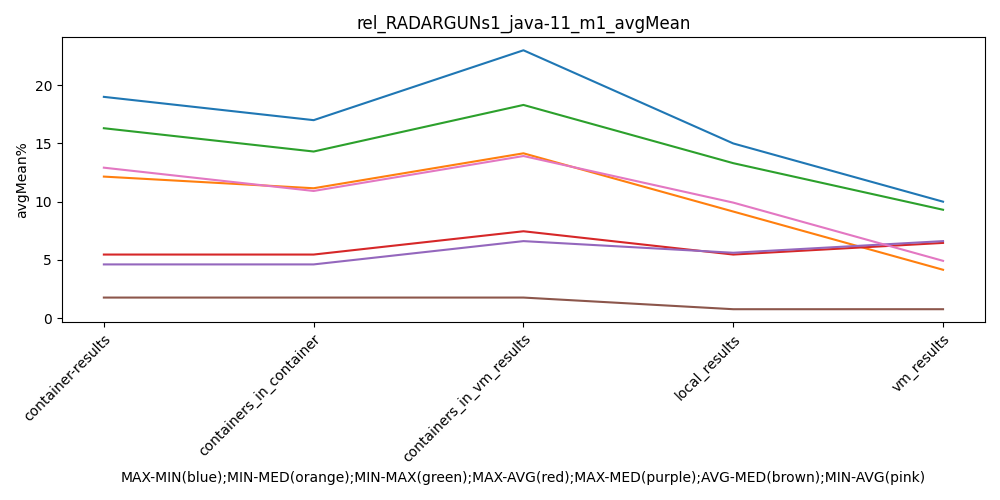 rel_RADARGUNs1_java-11_m1_avgMean
avgMean%
20
15
10
5
0
container-results
containers_in_container
containers_in_vm_results
local_results
vm_results
MAX-MIN(blue);MIN-MED(orange);MIN-MAX(green);MAX-AVG(red);MAX-MED(purple);AVG-MED(brown);MIN-AVG(pink)